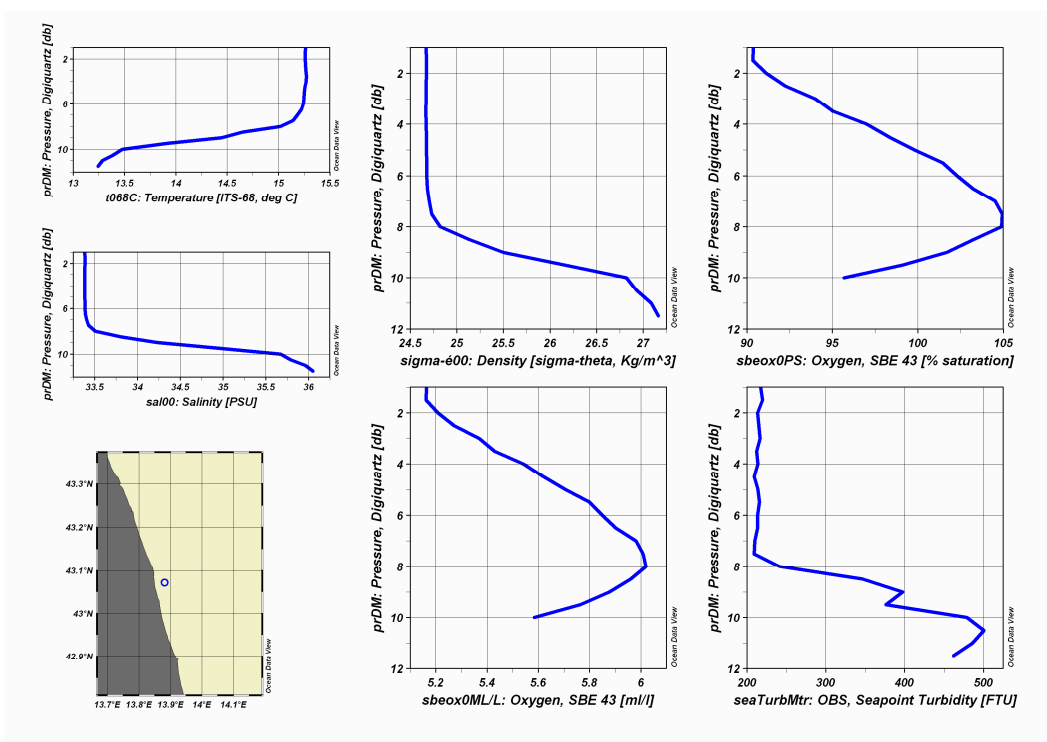 prDM: Pressure, Digiquartz [db]
2
6
10
13
13.5
14
14.5
15
15.5
t068C: Temperature [ITS-68, deg C]
Ocean Data View
prDM: Pressure, Digiquartz [db]
2
6
10
33.5
34
34.5
35
35.5
36
sal00: Salinity [PSU]
Ocean Data View
43.3°N
43.2°N
43.1°N
43°N
42.9°N
13.7°E
13.8°E
13.9°E
14°E
14.1°E
Ocean Data View
prDM: Pressure, Digiquartz [db]
2
4
6
8
10
12
24.5
25
25.5
26
26.5
27
sigma-é00: Density [sigma-theta, Kg/m^3]
Ocean Data View
prDM: Pressure, Digiquartz [db]
2
4
6
8
10
12
90
95
100
105
sbeox0PS: Oxygen, SBE 43 [% saturation]
Ocean Data View
prDM: Pressure, Digiquartz [db]
2
4
6
8
10
12
5.2
5.4
5.6
5.8
6
sbeox0ML/L: Oxygen, SBE 43 [ml/l]
Ocean Data View
prDM: Pressure, Digiquartz [db]
2
4
6
8
10
12
200
300
400
500
seaTurbMtr: OBS, Seapoint Turbidity [FTU]
Ocean Data View